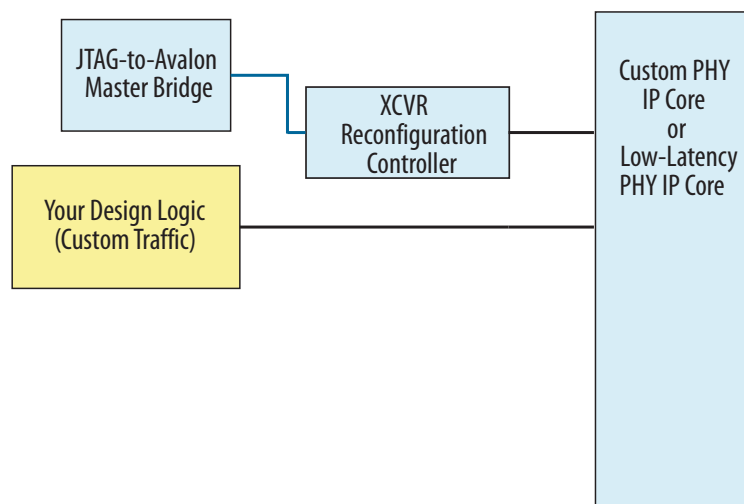 JTAG-to-Avalon
Master Bridge
XCVR
Reconfiguration
Controller
Your Design Logic
(Custom Traffic)
Custom PHY
IP Core
or
Low-Latency
PHY IP Core